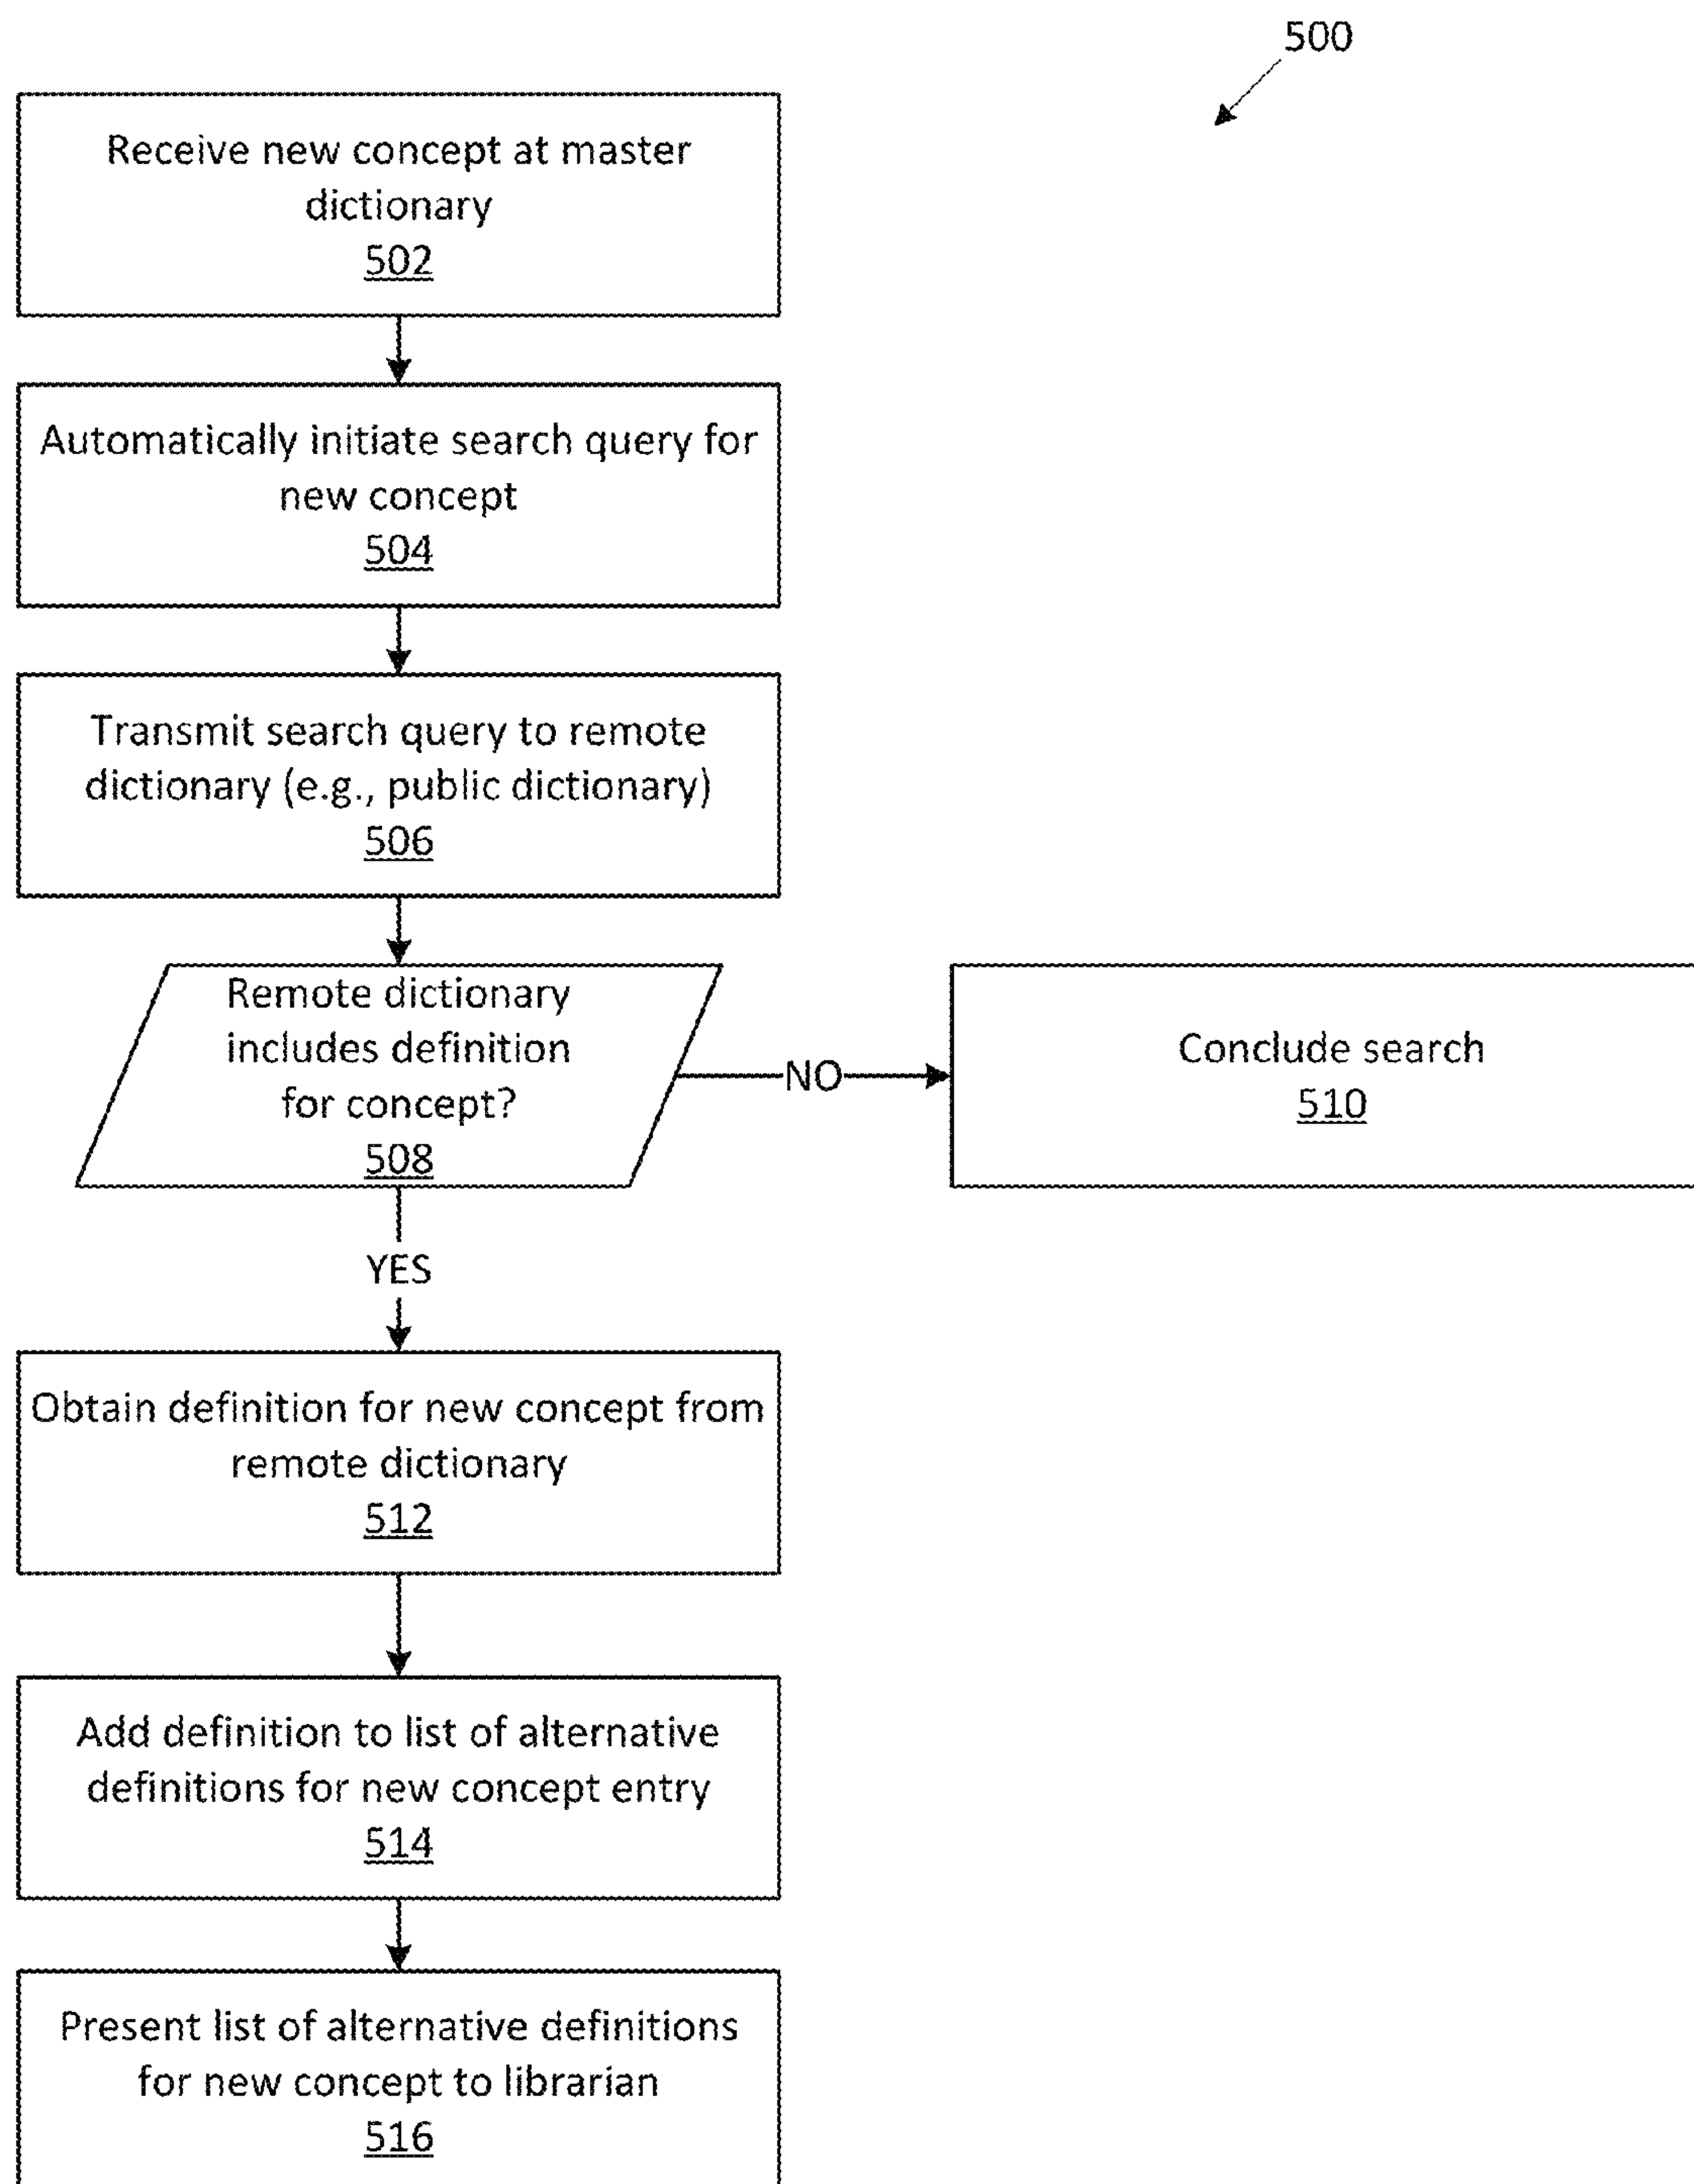 500
Receive new concept at master
dictionary
502
Automatically initiate search query for
new concept
504
Transmit search query to remote
dictionary (e.g., public dictionary)
506
Remote dictionary
includes definition
for concept?
508
NO
Conclude search
510
YES
Obtain definition for new concept from
remote dictionary
512
Add definition to list of alternative
definitions for new concept entry
514
Present list of alternative definitions
for new concept to librarian
516